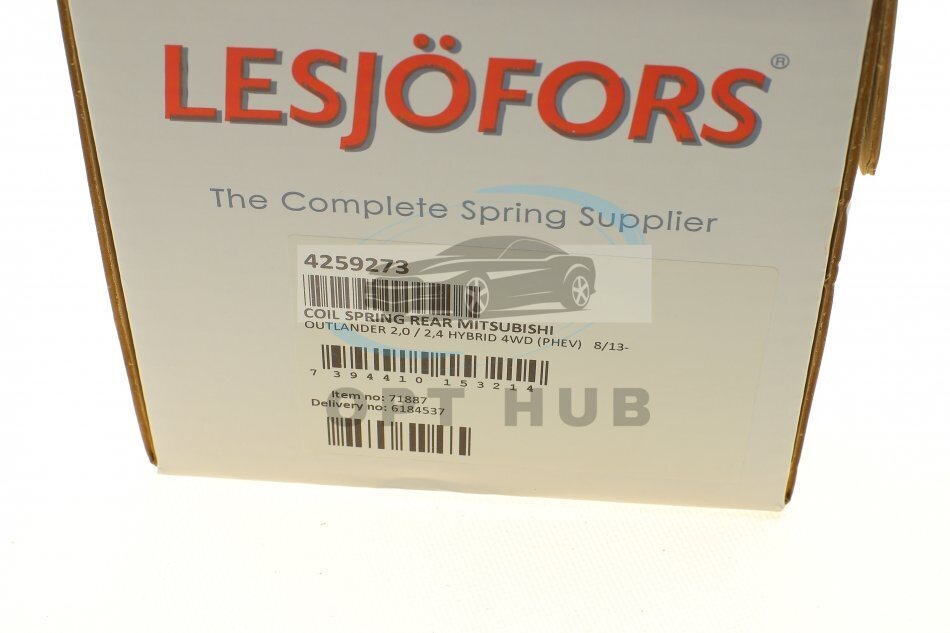 LESJÖFORS®
The Complete Spring Supplier
4259273
COIL SPRING REAR MITSUBISHI
OUTLANDER 2,0 / 2,4 HYBRID 4WD (PHEV) 8/13-
7 394410 153214
Item no: 71887
Delivery no: 6184537
OPT HUB